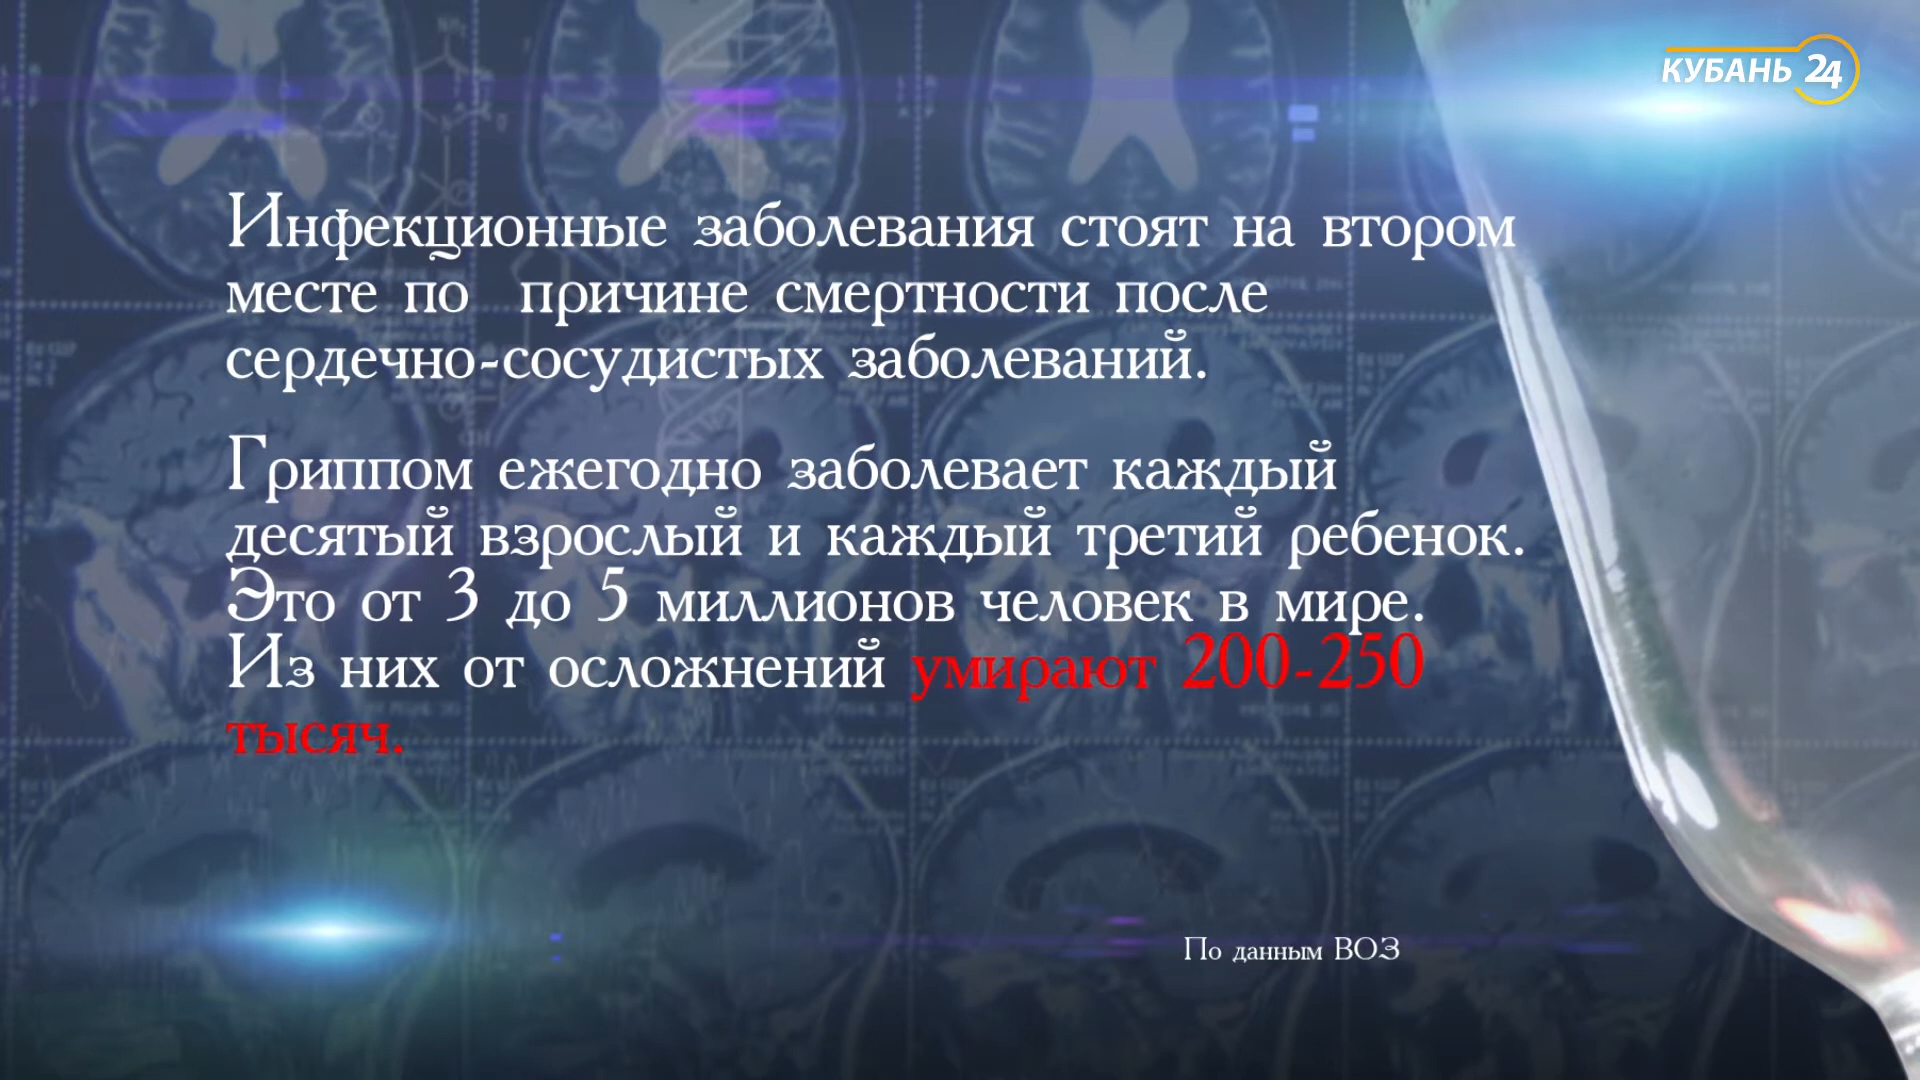 КУБАНЬ 24
Инфекционные заболевания стоят на втором
месте по причине смертности после
сердечно-сосудистых заболеваний.
Гриппом ежегодно заболевает каждый
десятый взрослый и каждый третий ребенок.
Это от 3 до 5 миллионов человек в мире.
Из них от осложнений умирают 200-250
тысяч.
По данным ВОЗ